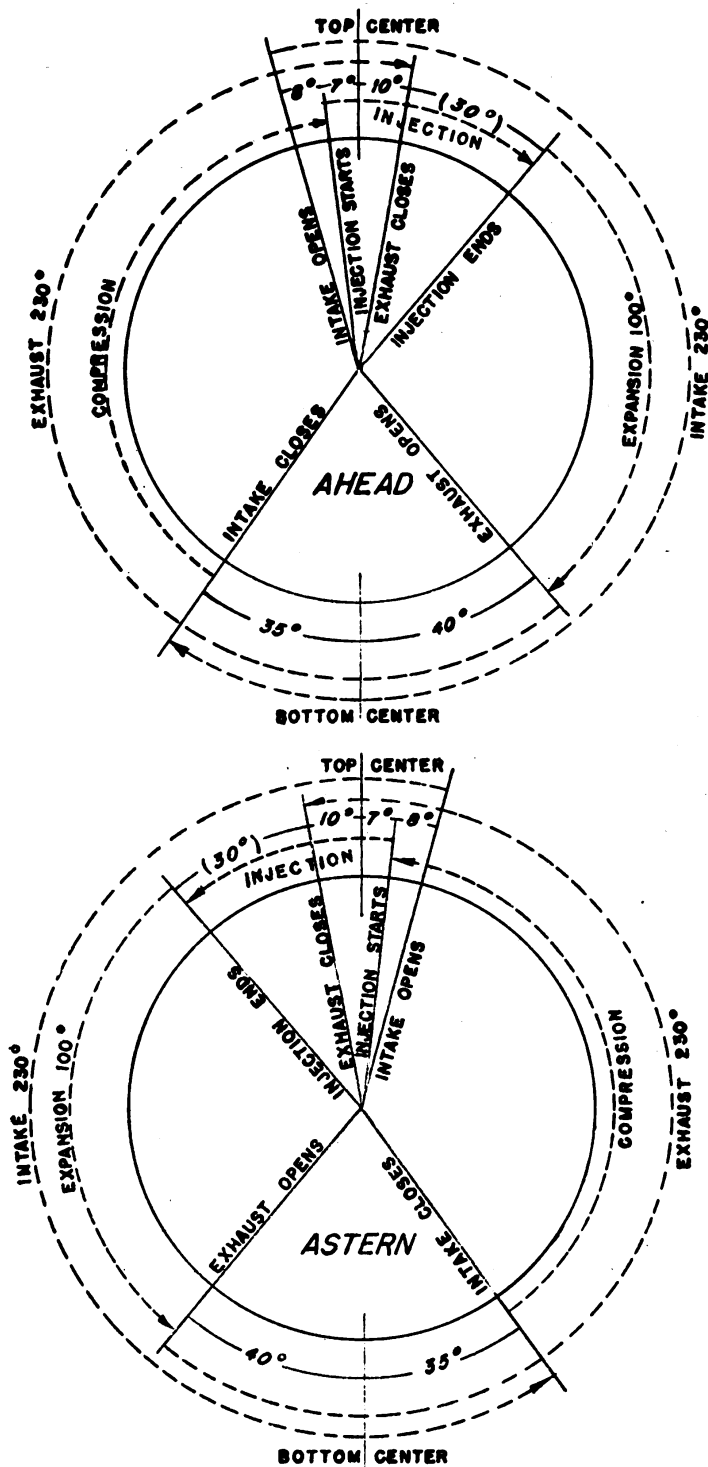 TOP CENTER
8° 7° 10° (30°)
INJECTION
INTAKE OPENS
INJECTION STARTS
EXHAUST CLOSES
INJECTION ENDS
EXHAUST 230°
COMPRESSION
EXPANSION 100°
INTAKE 230°
INTAKE CLOSES
EXHAUST OPENS
AHEAD
35° 40°
BOTTOM CENTER
TOP CENTER
(30°) 10° 7° 8°
INJECTION
INJECTION ENDS
EXHAUST CLOSES
INJECTION STARTS
INTAKE OPENS
INTAKE 230°
EXPANSION 100°
COMPRESSION
EXHAUST 230°
EXHAUST OPENS
INTAKE CLOSES
ASTERN
40° 35°
BOTTOM CENTER